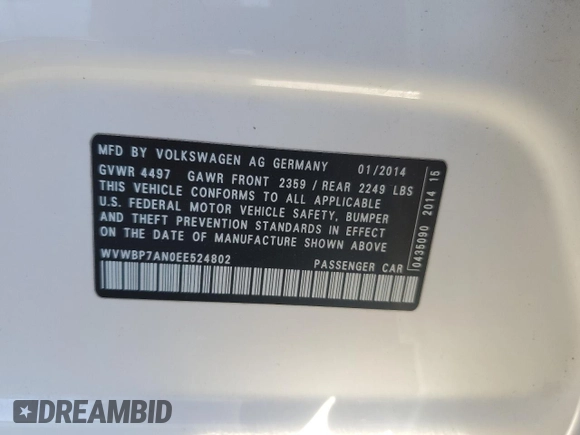 MFD BY VOLKSWAGEN AG GERMANY 01/2014
GVWR 4497 GAWR FRONT 2359 / REAR 2249 LBS
THIS VEHICLE CONFORMS TO ALL APPLICABLE
U.S. FEDERAL MOTOR VEHICLE SAFETY, BUMPER
AND THEFT PREVENTION STANDARDS IN EFFECT
ON THE DATE OF MANUFACTURE SHOWN ABOVE
WVWBP7AN0EE524802 PASSENGER CAR
0435090 2014 15
DREAMBID